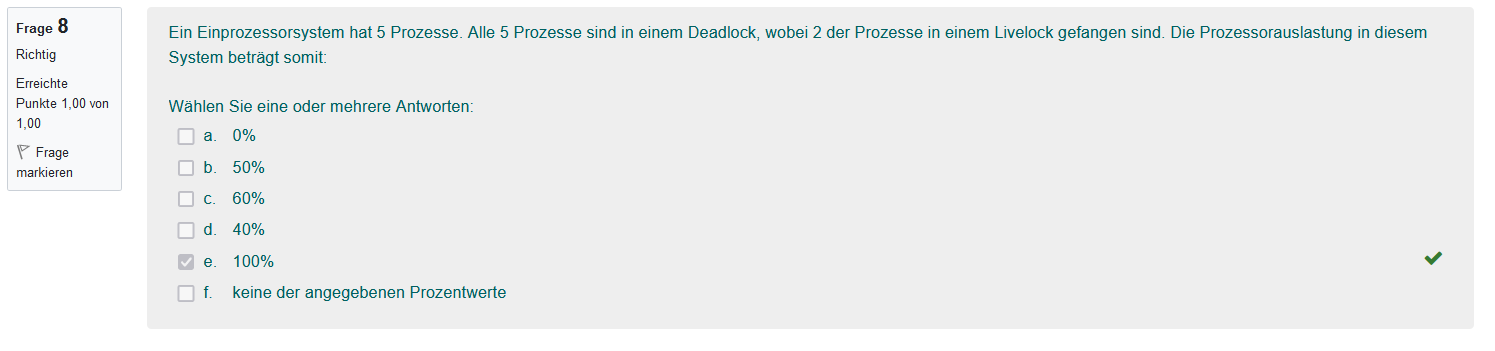 Frage 8
Richtig
Erreichte
Punkte 1,00 von
1,00
Frage
markieren
Ein Einprozessorsystem hat 5 Prozesse. Alle 5 Prozesse sind in einem Deadlock, wobei 2 der Prozesse in einem Livelock gefangen sind. Die Prozessorauslastung in diesem
System beträgt somit:
Wählen Sie eine oder mehrere Antworten:
a. 0%
b. 50%
c. 60%
d. 40%
e. 100%
f. keine der angegebenen Prozentwerte